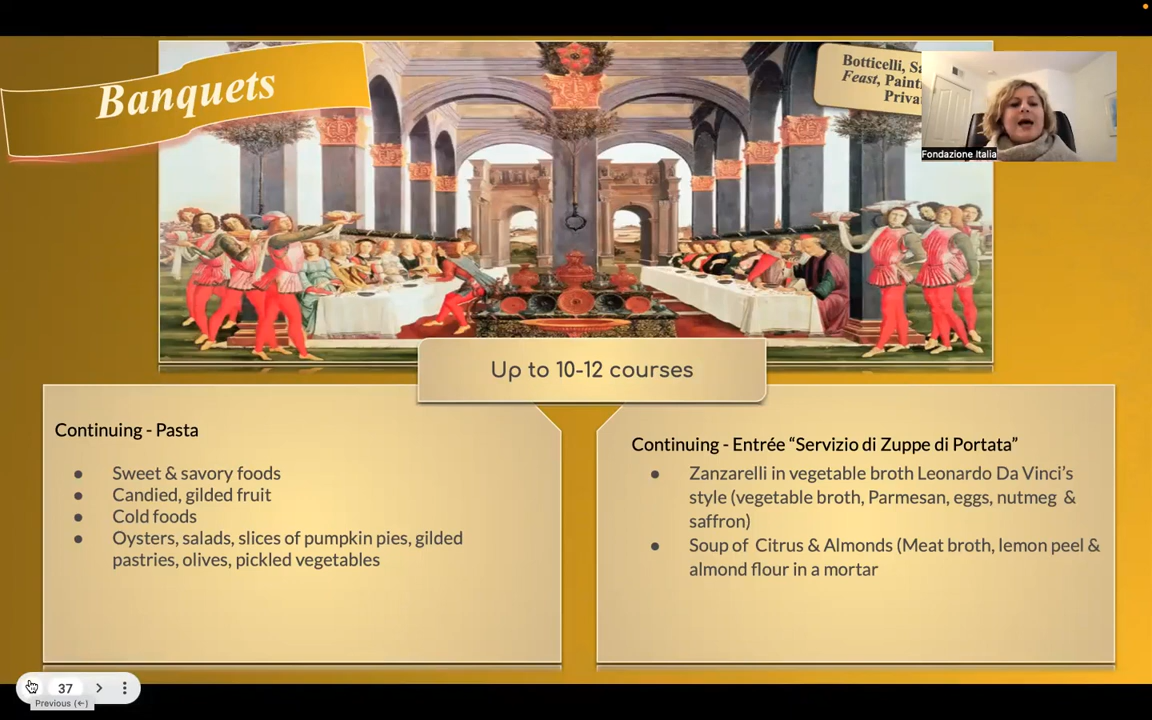 Banquets
Botticelli,
Feast,
Fondazione Italia
Up to 10-12 courses
Continuing - Pasta
● Sweet & savory foods
● Candied, gilded fruit
● Cold foods
● Oysters, salads, slices of pumpkin pies, gilded
pastries, olives, pickled vegetables
Continuing - Entrée “Servizio di Zuppe di Portata”
● Zanzarelli in vegetable broth Leonardo Da Vinci’s
style (vegetable broth, Parmesan, eggs, nutmeg &
saffron)
● Soup of Citrus & Almonds (Meat broth, lemon peel &
almond flour in a mortar
37
Previous (←)